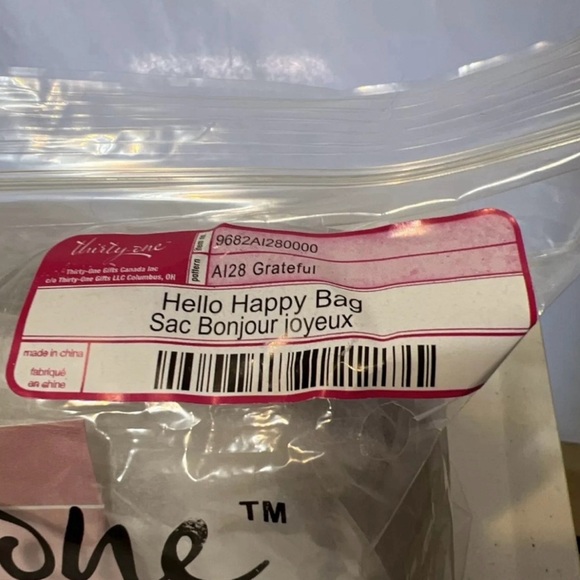 thirty-one™
item #
9682AI280000
Thirty-One Gifts Canada Inc
c/o Thirty-One Gifts LLC Columbus, OH
pattern
AI28 Grateful
Hello Happy Bag
Sac Bonjour joyeux
made in china
fabriqué
en chine
one
TM